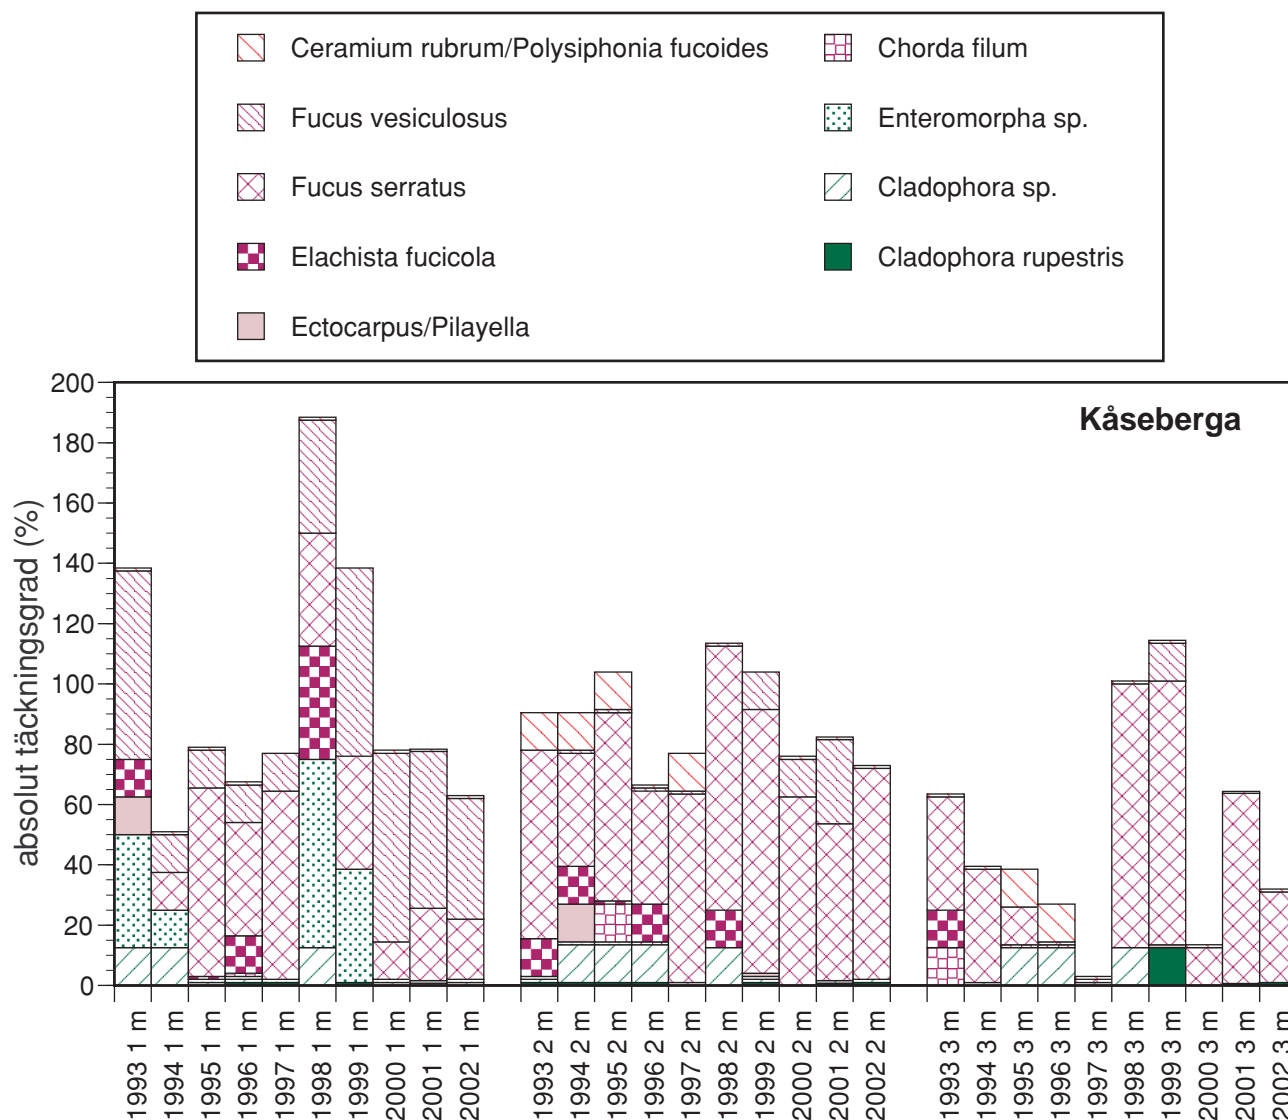 Ceramium rubrum/Polysiphonia fucoides
Chorda filum
Fucus vesiculosus
Enteromorpha sp.
Fucus serratus
Cladophora sp.
Elachista fucicola
Cladophora rupestris
Ectocarpus/Pilayella
Kåseberga
absolut täckningsgrad (%)
200
180
160
140
120
100
80
60
40
20
0
1993 1 m
1994 1 m
1995 1 m
1996 1 m
1997 1 m
1998 1 m
1999 1 m
2000 1 m
2001 1 m
2002 1 m
1993 2 m
1994 2 m
1995 2 m
1996 2 m
1997 2 m
1998 2 m
1999 2 m
2000 2 m
2001 2 m
2002 2 m
1993 3 m
1994 3 m
1995 3 m
1996 3 m
1997 3 m
1998 3 m
1999 3 m
2000 3 m
2001 3 m
2002 3 m